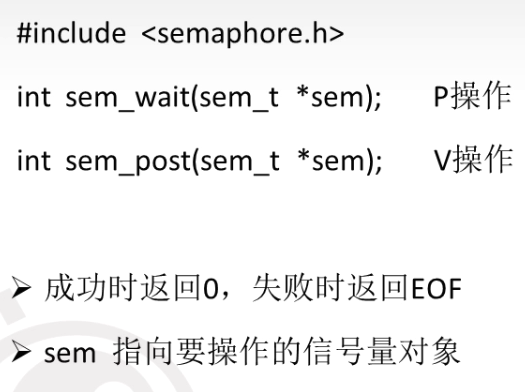 #include <semaphore.h>
int sem_wait(sem_t *sem); P操作
int sem_post(sem_t *sem); V操作
➢ 成功时返回0，失败时返回EOF
➢ sem 指向要操作的信号量对象